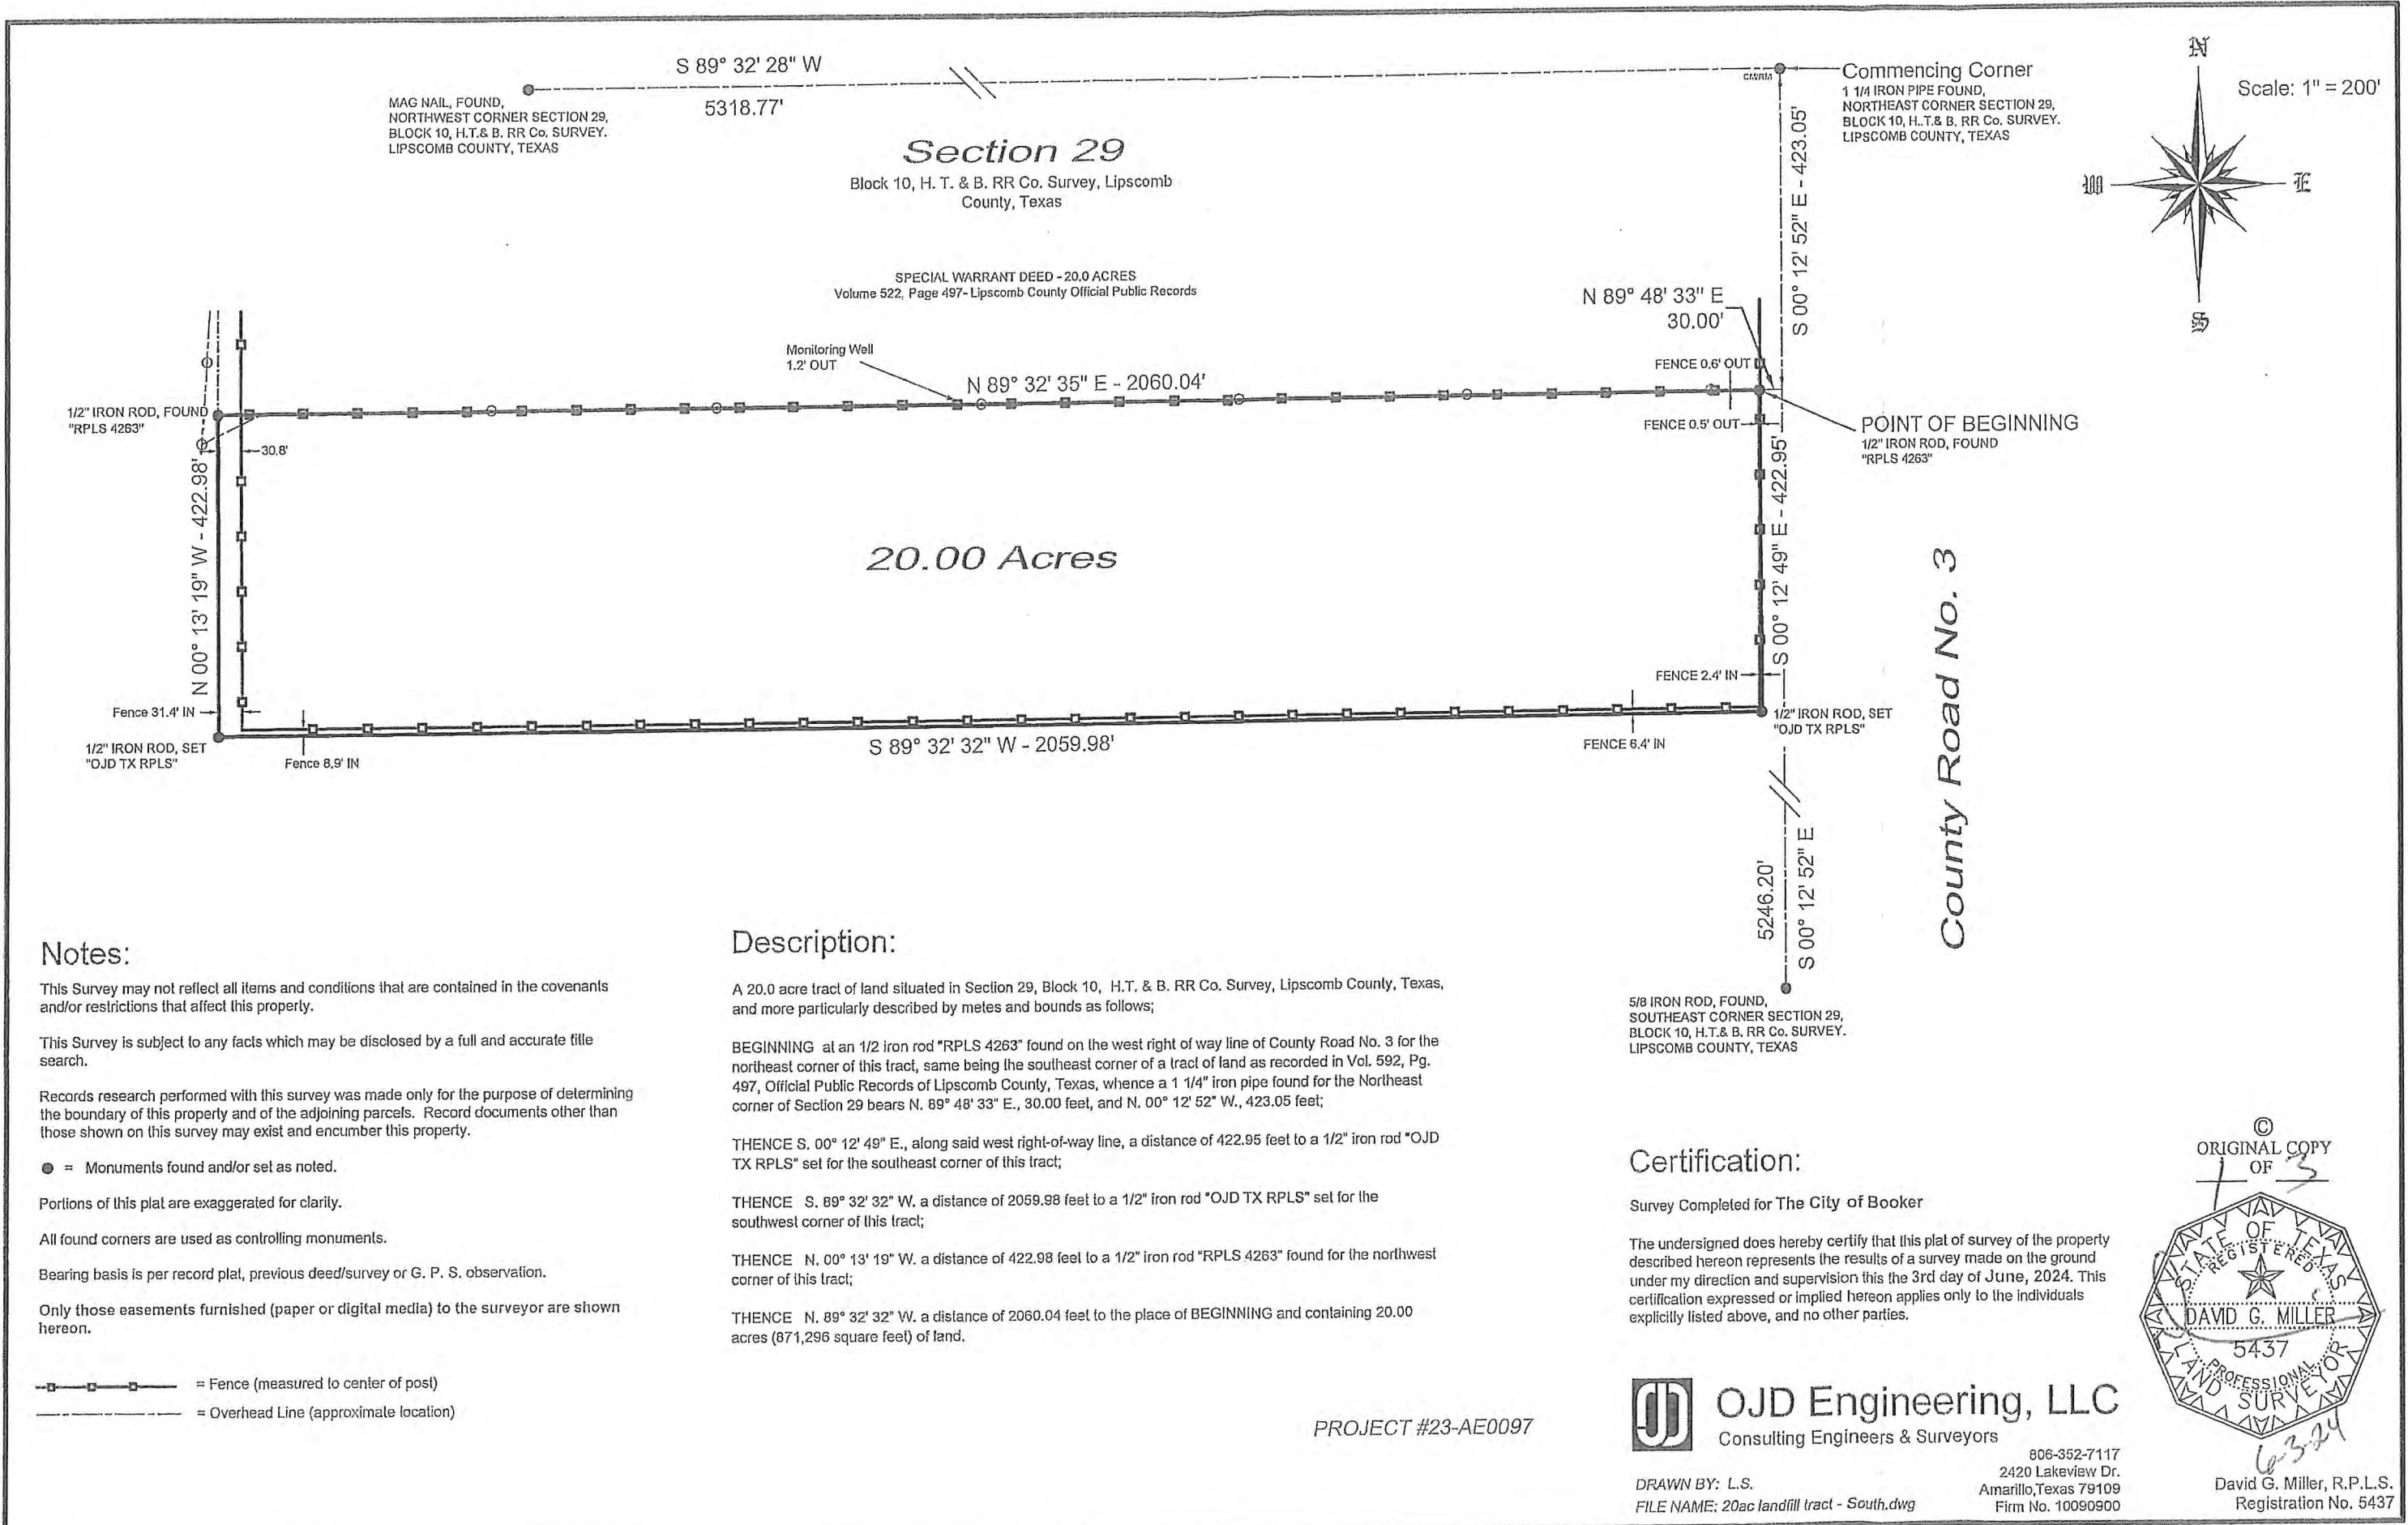 S 89° 32' 28" W
5318.77'
MAG NAIL, FOUND,
NORTHWEST CORNER SECTION 29,
BLOCK 10, H.T.& B. RR Co. SURVEY.
LIPSCOMB COUNTY, TEXAS
Section 29
Block 10, H. T. & B. RR Co. Survey, Lipscomb
County, Texas
CM/RM
Commencing Corner
1 1/4 IRON PIPE FOUND,
NORTHEAST CORNER SECTION 29,
BLOCK 10, H..T.& B. RR Co. SURVEY.
LIPSCOMB COUNTY, TEXAS
S 00° 12' 52" E - 423.05'
N
W
E
S
Scale: 1" = 200'
SPECIAL WARRANT DEED - 20.0 ACRES
Volume 522, Page 497- Lipscomb County Official Public Records
N 89° 48' 33" E
30.00'
Monitoring Well
1.2' OUT
N 89° 32' 35" E - 2060.04'
FENCE 0.6' OUT
FENCE 0.5' OUT
POINT OF BEGINNING
1/2" IRON ROD, FOUND
"RPLS 4263"
1/2" IRON ROD, FOUND
"RPLS 4263"
30.8'
N 00° 13' 19" W - 422.98'
20.00 Acres
S 00° 12' 49" E - 422.95'
County Road No. 3
FENCE 2.4' IN
Fence 31.4' IN
1/2" IRON ROD, SET
"OJD TX RPLS"
Fence 8.9' IN
S 89° 32' 32" W - 2059.98'
FENCE 6.4' IN
1/2" IRON ROD, SET
"OJD TX RPLS"
5246.20'
S 00° 12' 52" E
5/8 IRON ROD, FOUND,
SOUTHEAST CORNER SECTION 29,
BLOCK 10, H.T.& B. RR Co. SURVEY.
LIPSCOMB COUNTY, TEXAS
Notes:
This Survey may not reflect all items and conditions that are contained in the covenants
and/or restrictions that affect this property.
This Survey is subject to any facts which may be disclosed by a full and accurate title
search.
Records research performed with this survey was made only for the purpose of determining
the boundary of this property and of the adjoining parcels. Record documents other than
those shown on this survey may exist and encumber this property.
= Monuments found and/or set as noted.
Portions of this plat are exaggerated for clarity.
All found corners are used as controlling monuments.
Bearing basis is per record plat, previous deed/survey or G. P. S. observation.
Only those easements furnished (paper or digital media) to the surveyor are shown
hereon.
= Fence (measured to center of post)
= Overhead Line (approximate location)
Description:
A 20.0 acre tract of land situated in Section 29, Block 10, H.T. & B. RR Co. Survey, Lipscomb County, Texas,
and more particularly described by metes and bounds as follows;
BEGINNING at an 1/2 iron rod "RPLS 4263" found on the west right of way line of County Road No. 3 for the
northeast corner of this tract, same being the southeast corner of a tract of land as recorded in Vol. 592, Pg.
497, Official Public Records of Lipscomb County, Texas, whence a 1 1/4" iron pipe found for the Northeast
corner of Section 29 bears N. 89° 48' 33" E., 30.00 feet, and N. 00° 12' 52" W., 423.05 feet;
THENCE S. 00° 12' 49" E., along said west right-of-way line, a distance of 422.95 feet to a 1/2" iron rod "OJD
TX RPLS" set for the southeast corner of this tract;
THENCE S. 89° 32' 32" W. a distance of 2059.98 feet to a 1/2" iron rod "OJD TX RPLS" set for the
southwest corner of this tract;
THENCE N. 00° 13' 19" W. a distance of 422.98 feet to a 1/2" iron rod "RPLS 4263" found for the northwest
corner of this tract;
THENCE N. 89° 32' 32" W. a distance of 2060.04 feet to the place of BEGINNING and containing 20.00
acres (871,296 square feet) of land.
PROJECT #23-AE0097
Certification:
Survey Completed for The City of Booker
The undersigned does hereby certify that this plat of survey of the property
described hereon represents the results of a survey made on the ground
under my direction and supervision this the 3rd day of June, 2024. This
certification expressed or implied hereon applies only to the individuals
explicitly listed above, and no other parties.
OJD Engineering, LLC
Consulting Engineers & Surveyors
806-352-7117
2420 Lakeview Dr.
Amarillo,Texas 79109
Firm No. 10090900
DRAWN BY: L.S.
FILE NAME: 20ac landfill tract - South.dwg
©
ORIGINAL COPY
1 OF 3
STATE OF TEXAS
REGISTERED
DAVID G. MILLER
5437
PROFESSIONAL
LAND SURVEYOR
6-3-24
David G. Miller, R.P.L.S.
Registration No. 5437